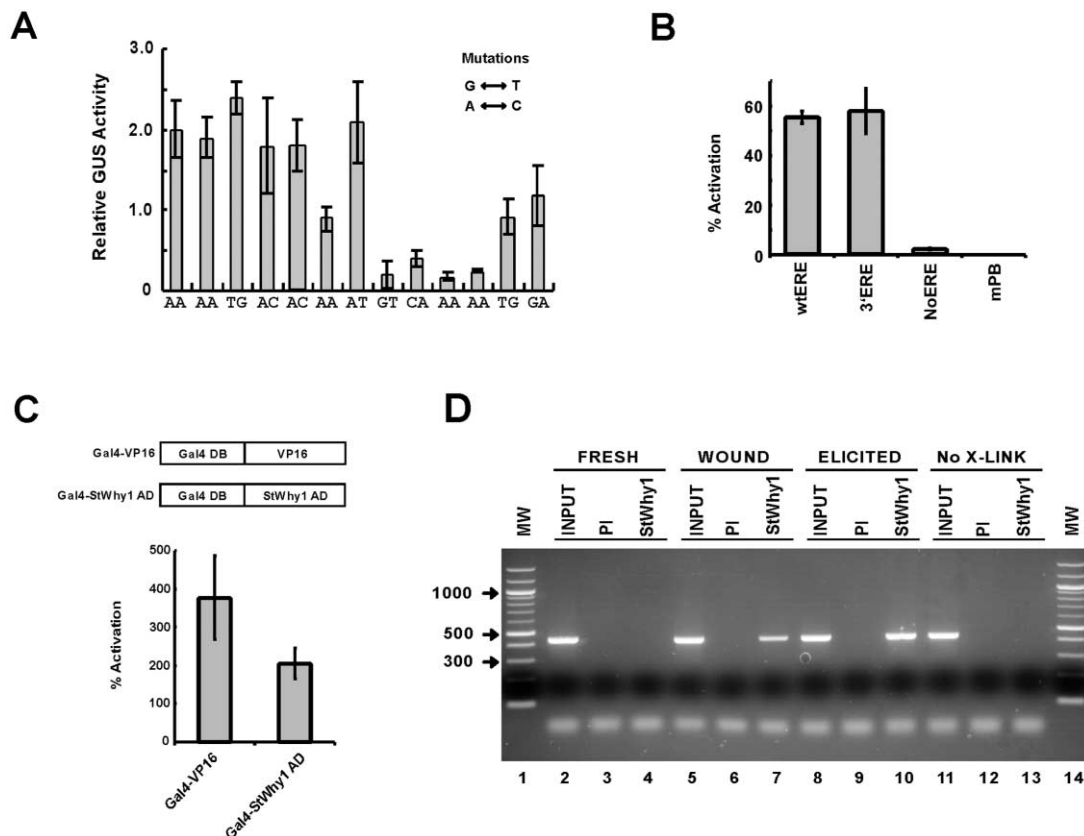 A
3.0
2.0
1.0
0
Relative GUS Activity
Mutations
G ↔ T
A ↔ C
AA AA TG AC AC AA AT GT CA AA AA TG GA
B
60
40
20
0
% Activation
wtERE
3'ERE
NoERE
mPB
C
Gal4-VP16 Gal4 DB VP16
Gal4-StWhy1 AD Gal4 DB StWhy1 AD
500
400
300
200
100
0
% Activation
Gal4-VP16
Gal4-StWhy1 AD
D
FRESH WOUND ELICITED No X-LINK
MW INPUT PI StWhy1 INPUT PI StWhy1 INPUT PI StWhy1 INPUT PI StWhy1 MW
1000
500
300
1 2 3 4 5 6 7 8 9 10 11 12 13 14